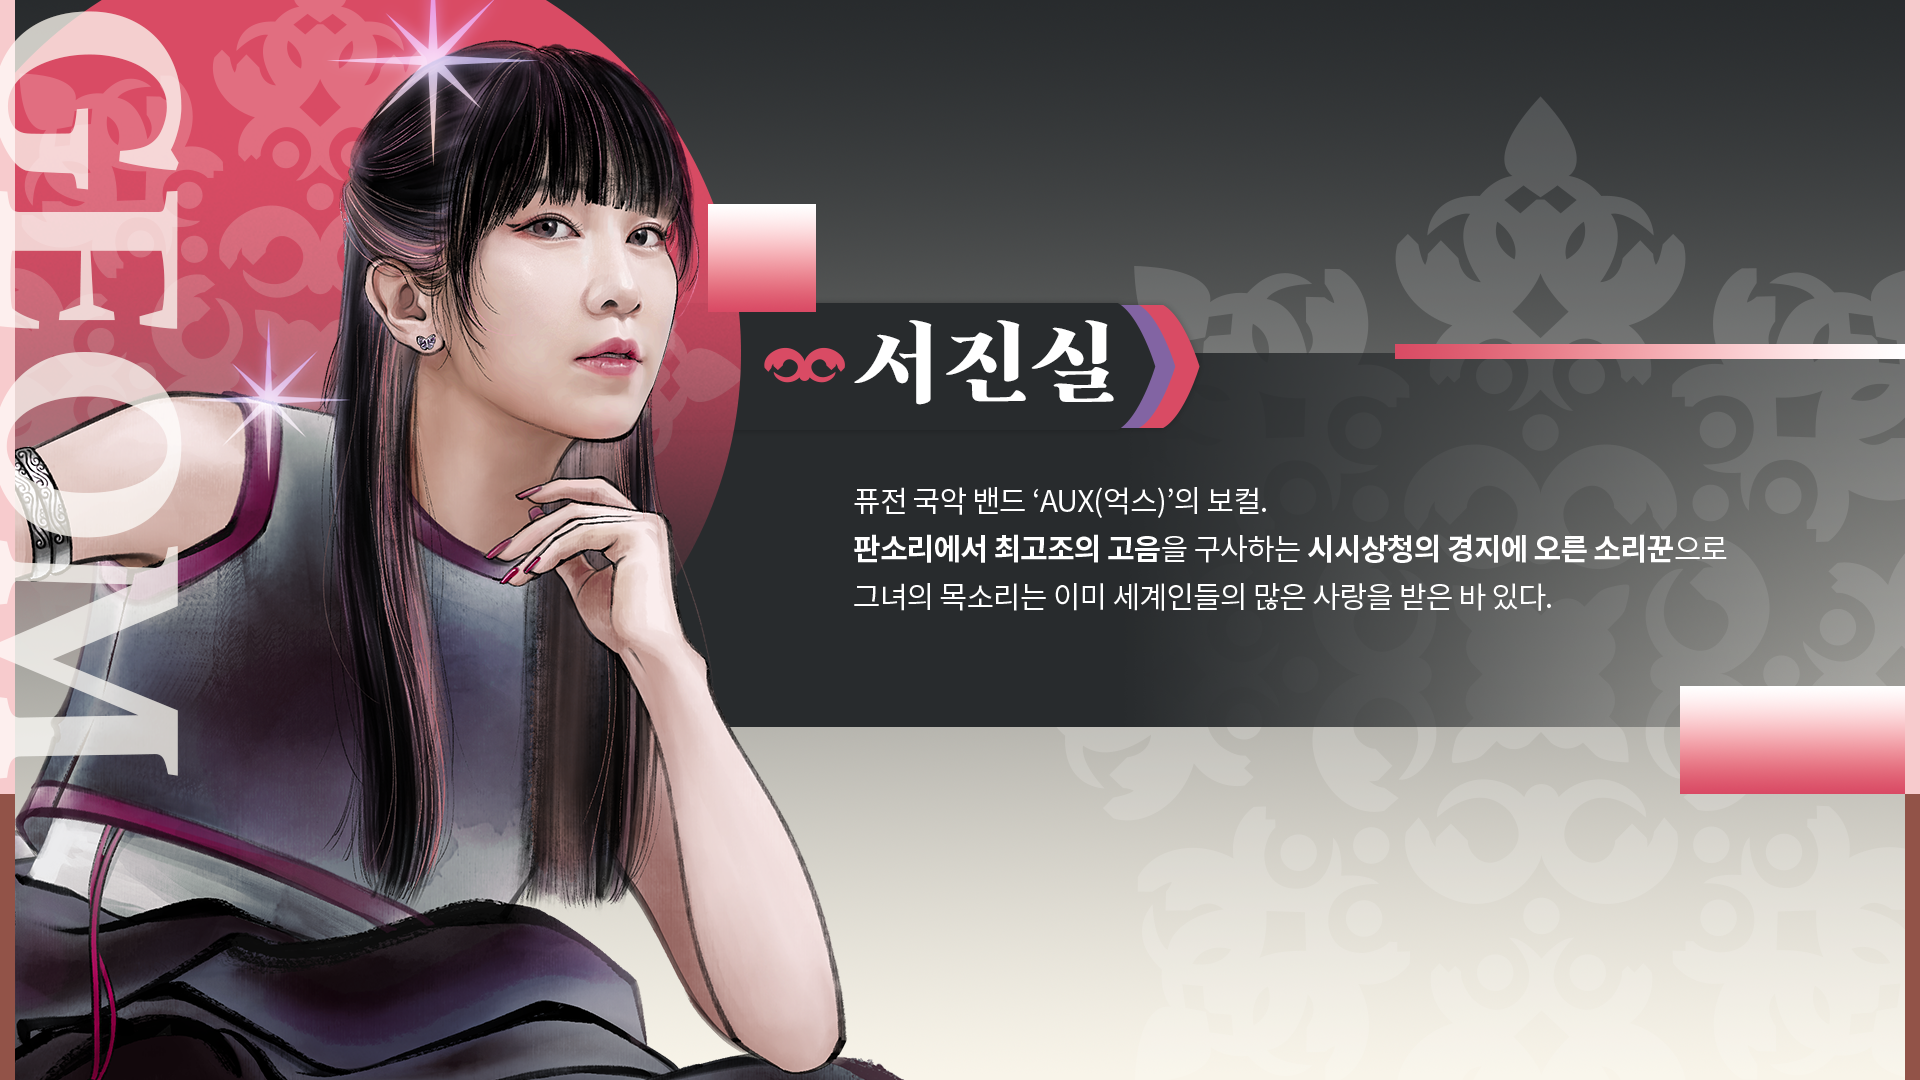 GEOM
서진실
퓨전 국악 밴드 ‘AUX(억스)’의 보컬.
판소리에서 최고조의 고음을 구사하는 시시상청의 경지에 오른 소리꾼으로
그녀의 목소리는 이미 세계인들의 많은 사랑을 받은 바 있다.